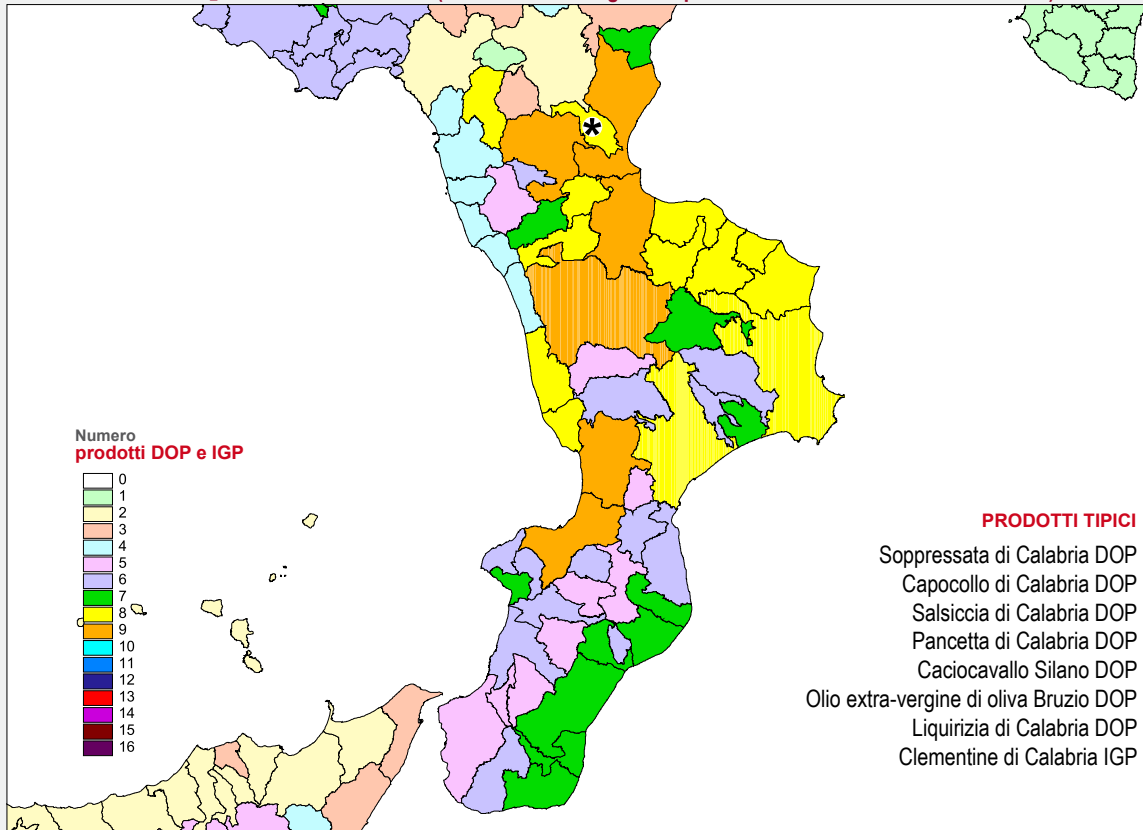 Numero
prodotti DOP e IGP
0
1
2
3
4
5
6
7
8
9
10
11
12
13
14
15
16
*
PRODOTTI TIPICI
Soppressata di Calabria DOP
Capocollo di Calabria DOP
Salsiccia di Calabria DOP
Pancetta di Calabria DOP
Caciocavallo Silano DOP
Olio extra-vergine di oliva Bruzio DOP
Liquirizia di Calabria DOP
Clementine di Calabria IGP